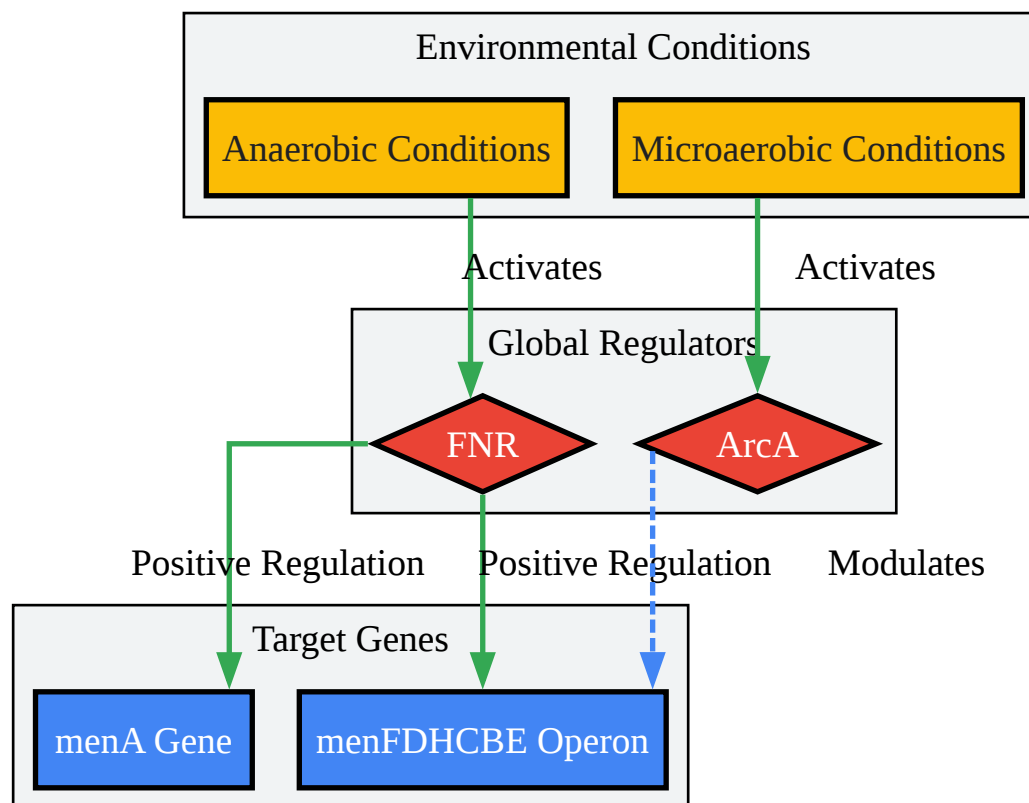 Environmental Conditions
Anaerobic Conditions
Microaerobic Conditions
Activates
Activates
Global Regulators
FNR
ArcA
Positive Regulation
Positive Regulation
Modulates
Target Genes
menA Gene
menFDHCBE Operon